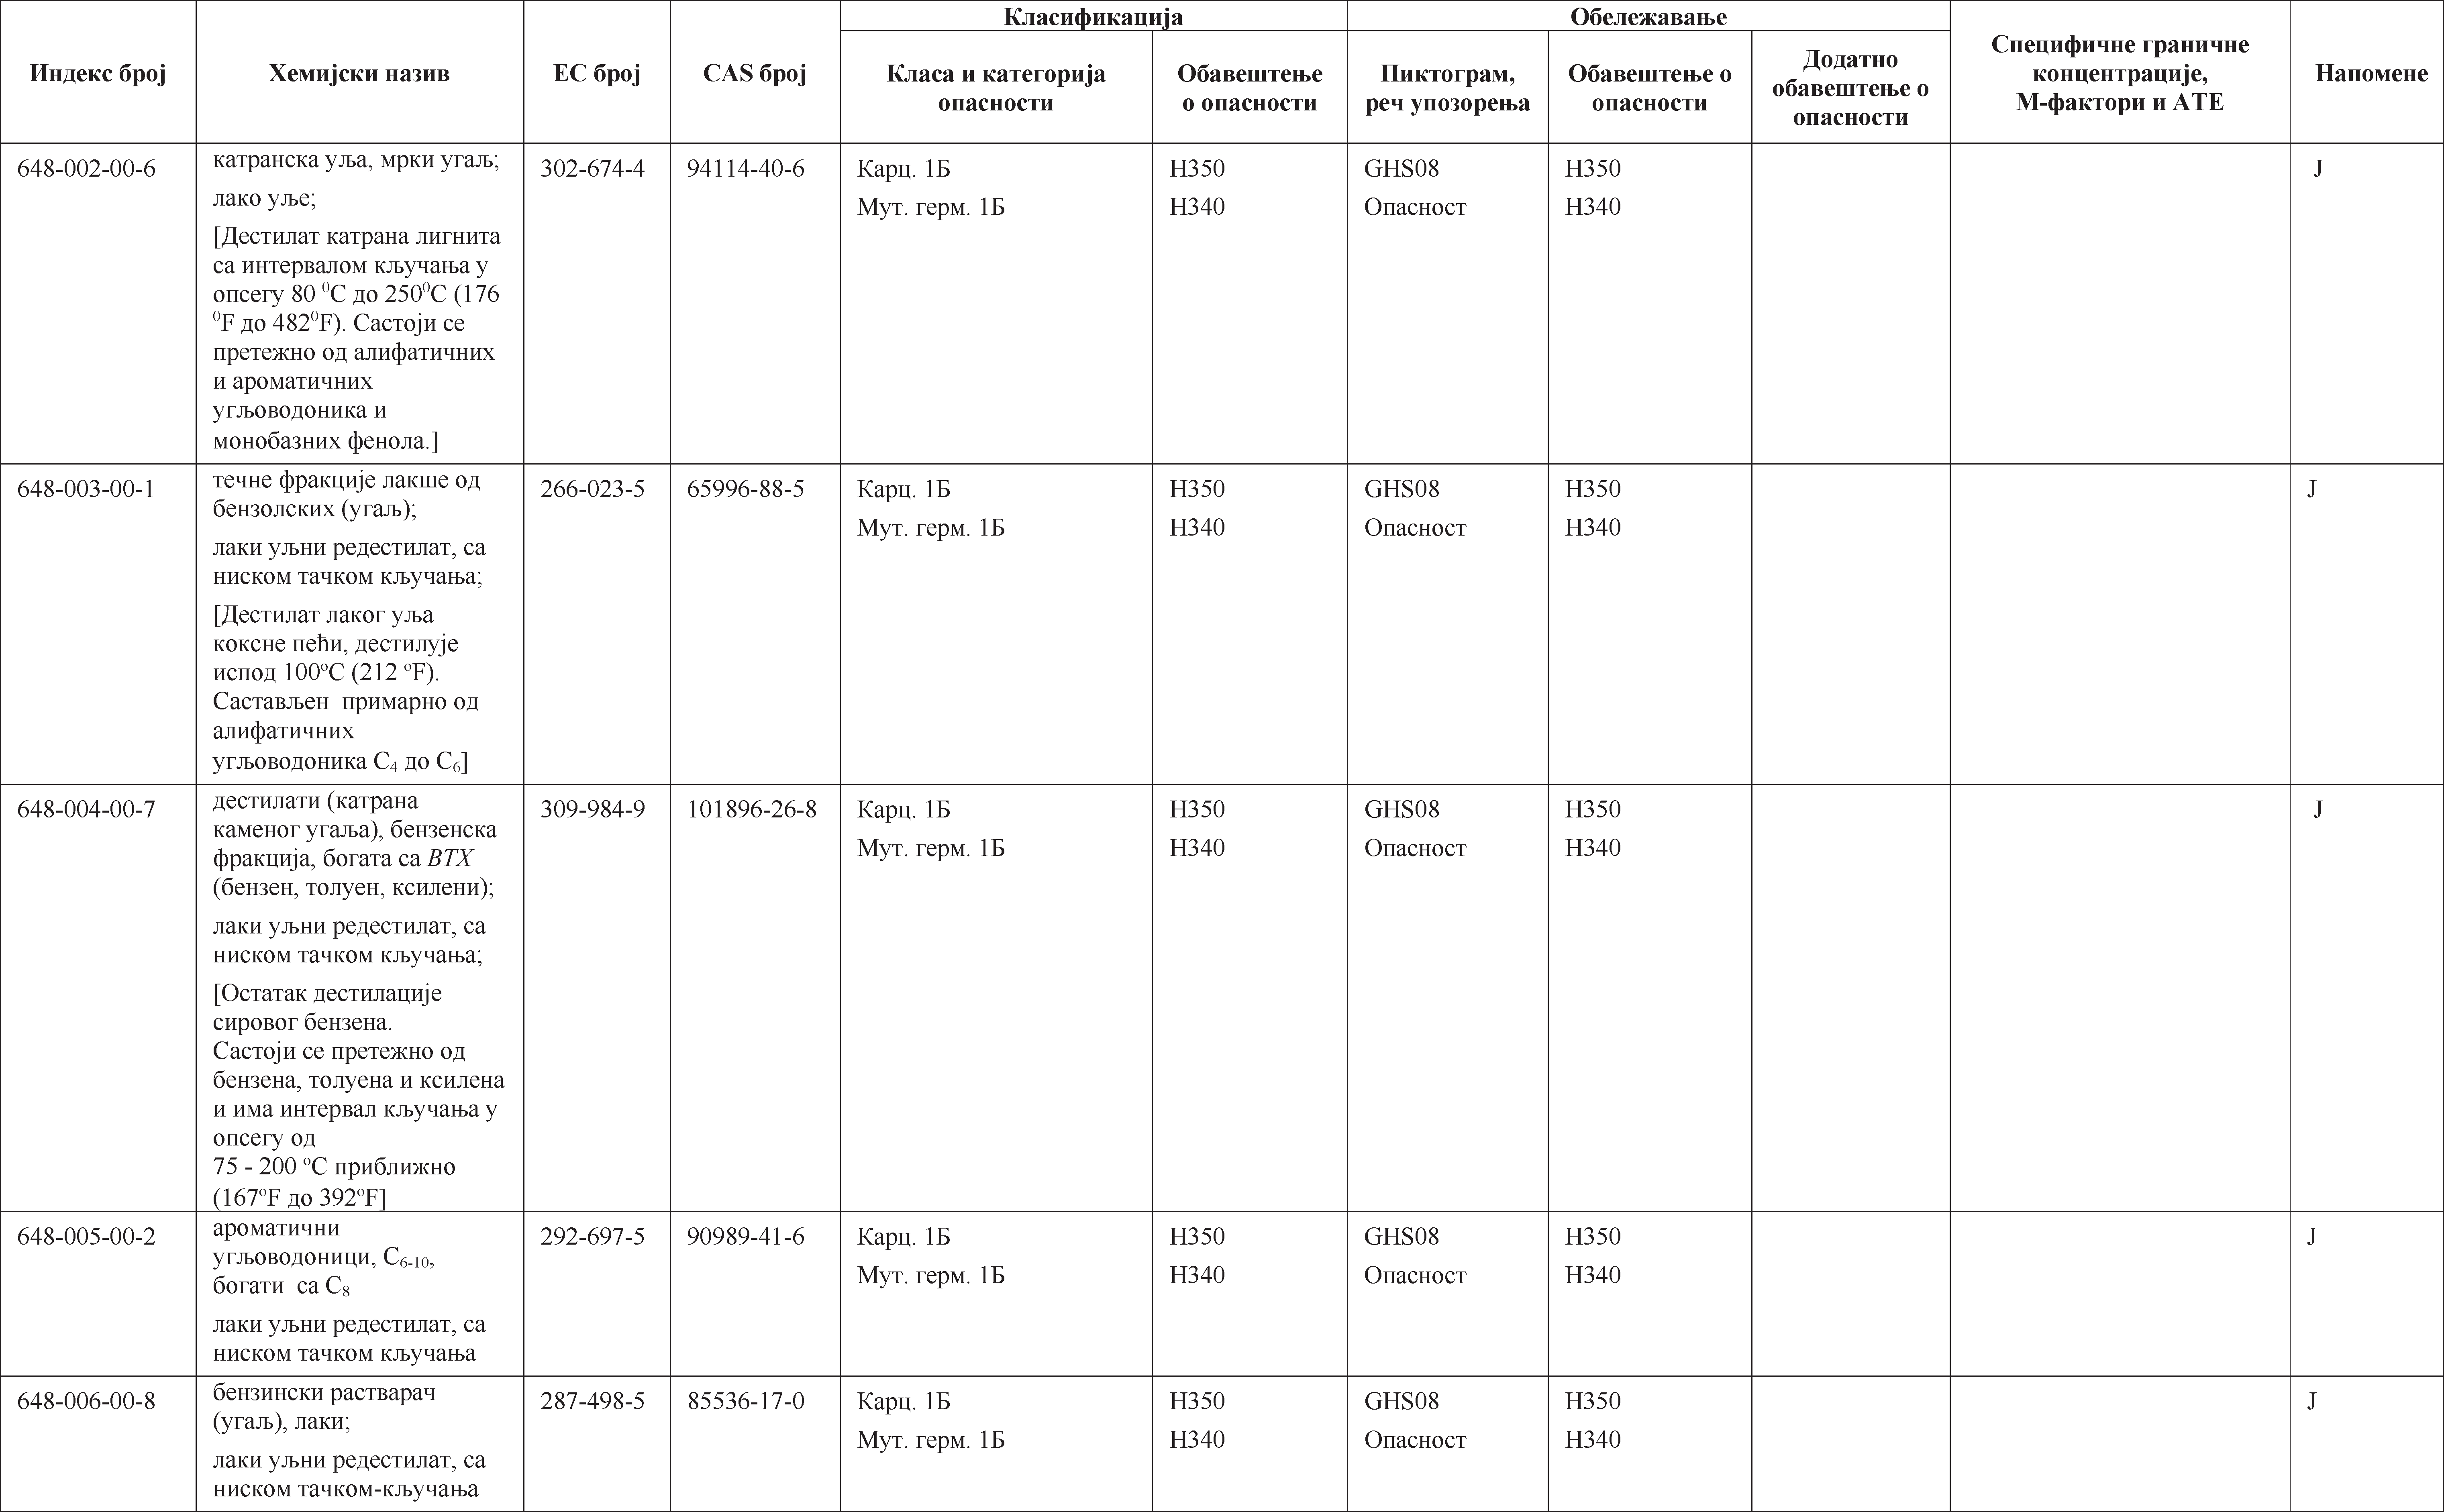 Индекс број
Хемијски назив
ЕС број
CAS број
Класификација
Класа и категорија
опасности
Обавештење
о опасности
Обележавање
Пиктограм,
реч упозорења
Обавештење о
опасности
Додатно
обавештење о
опасности
Специфичне граничне
концентрације,
М-фактори и АТЕ
Напомене
648-002-00-6
катранска уља, мрки угаљ;
лако уље;
[Дестилат катрана лигнита
са интервалом кључања у
опсегу 80 ⁰C до 250⁰C (176
⁰F до 482⁰F). Састоји се
претежно од алифатичних
и ароматичних
угљоводоника и
монобазних фенола.]
302-674-4
94114-40-6
Карц. 1Б
Мут. герм. 1Б
H350
H340
GHS08
Опасност
H350
H340
Ј
648-003-00-1
течне фракције лакше од
бензолских (угаљ);
лаки уљни редестилат, са
ниском тачком кључања;
[Дестилат лаког уља
коксне пећи, дестилује
испод 100ºC (212 ºF).
Састављен  примарно од
алифатичних
угљоводоника C₄ до C₆]
266-023-5
65996-88-5
Карц. 1Б
Мут. герм. 1Б
H350
H340
GHS08
Опасност
H350
H340
Ј
648-004-00-7
дестилати (катрана
каменог угаља), бензенска
фракција, богата са BTX
(бензен, толуен, ксилени);
лаки уљни редестилат, са
ниском тачком кључања;
[Остатак дестилације
сировог бензена.
Састоји се претежно од
бензена, толуена и ксилена
и има интервал кључања у
опсегу од
75 - 200 ºC приближно
(167ºF до 392ºF]
309-984-9
101896-26-8
Карц. 1Б
Мут. герм. 1Б
H350
H340
GHS08
Опасност
H350
H340
Ј
648-005-00-2
ароматични
угљоводоници, C₆₋₁₀,
богати  са C₈
лаки уљни редестилат, са
ниском тачком кључања
292-697-5
90989-41-6
Карц. 1Б
Мут. герм. 1Б
H350
H340
GHS08
Опасност
H350
H340
Ј
648-006-00-8
бензински растварач
(угаљ), лаки;
лаки уљни редестилат, са
ниском тачком-кључања
287-498-5
85536-17-0
Карц. 1Б
Мут. герм. 1Б
H350
H340
GHS08
Опасност
H350
H340
Ј